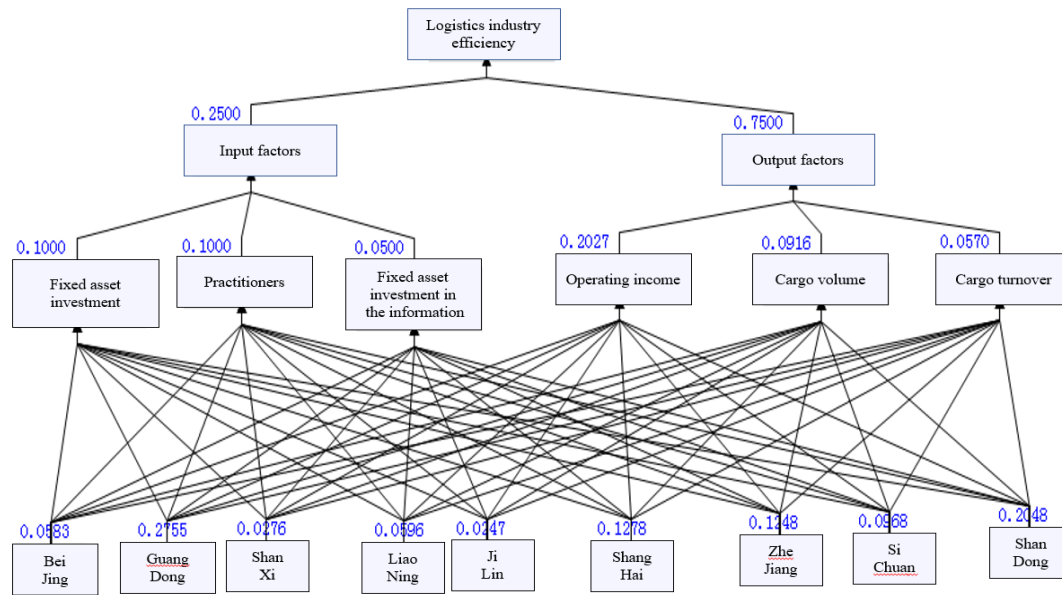 Logistics industry
efficiency
0.2500
0.7500
Input factors
Output factors
0.1000
0.1000
0.0500
0.2027
0.0916
0.0570
Fixed asset
investment
Practitioners
Fixed asset
investment in
the information
Operating income
Cargo volume
Cargo turnover
0.0583
0.2755
0.0276
0.0596
0.0247
0.1278
0.1248
0.0968
0.2048
Bei
Jing
Guang
Dong
Shan
Xi
Liao
Ning
Ji
Lin
Shang
Hai
Zhe
Jiang
Si
Chuan
Shan
Dong